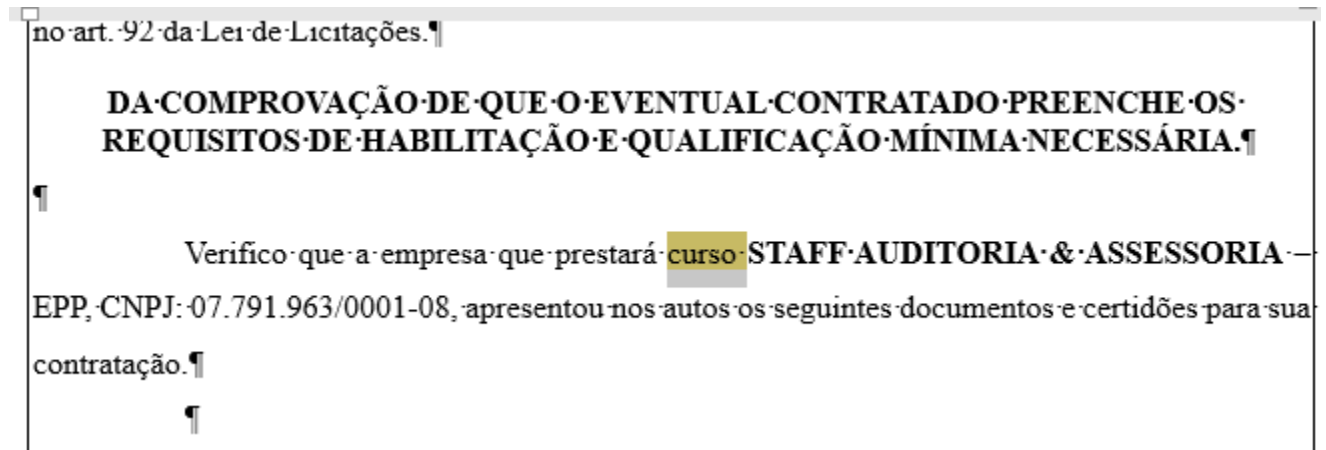 no art. 92 da Lei de Licitações.¶
DA COMPROVAÇÃO DE QUE O EVENTUAL CONTRATADO PREENCHE OS
REQUISITOS DE HABILITAÇÃO E QUALIFICAÇÃO MÍNIMA NECESSÁRIA.¶
¶
Verifico que a empresa que prestará curso STAFF AUDITORIA & ASSESSORIA –
EPP, CNPJ: 07.791.963/0001-08, apresentou nos autos os seguintes documentos e certidões para sua
contratação.¶
¶